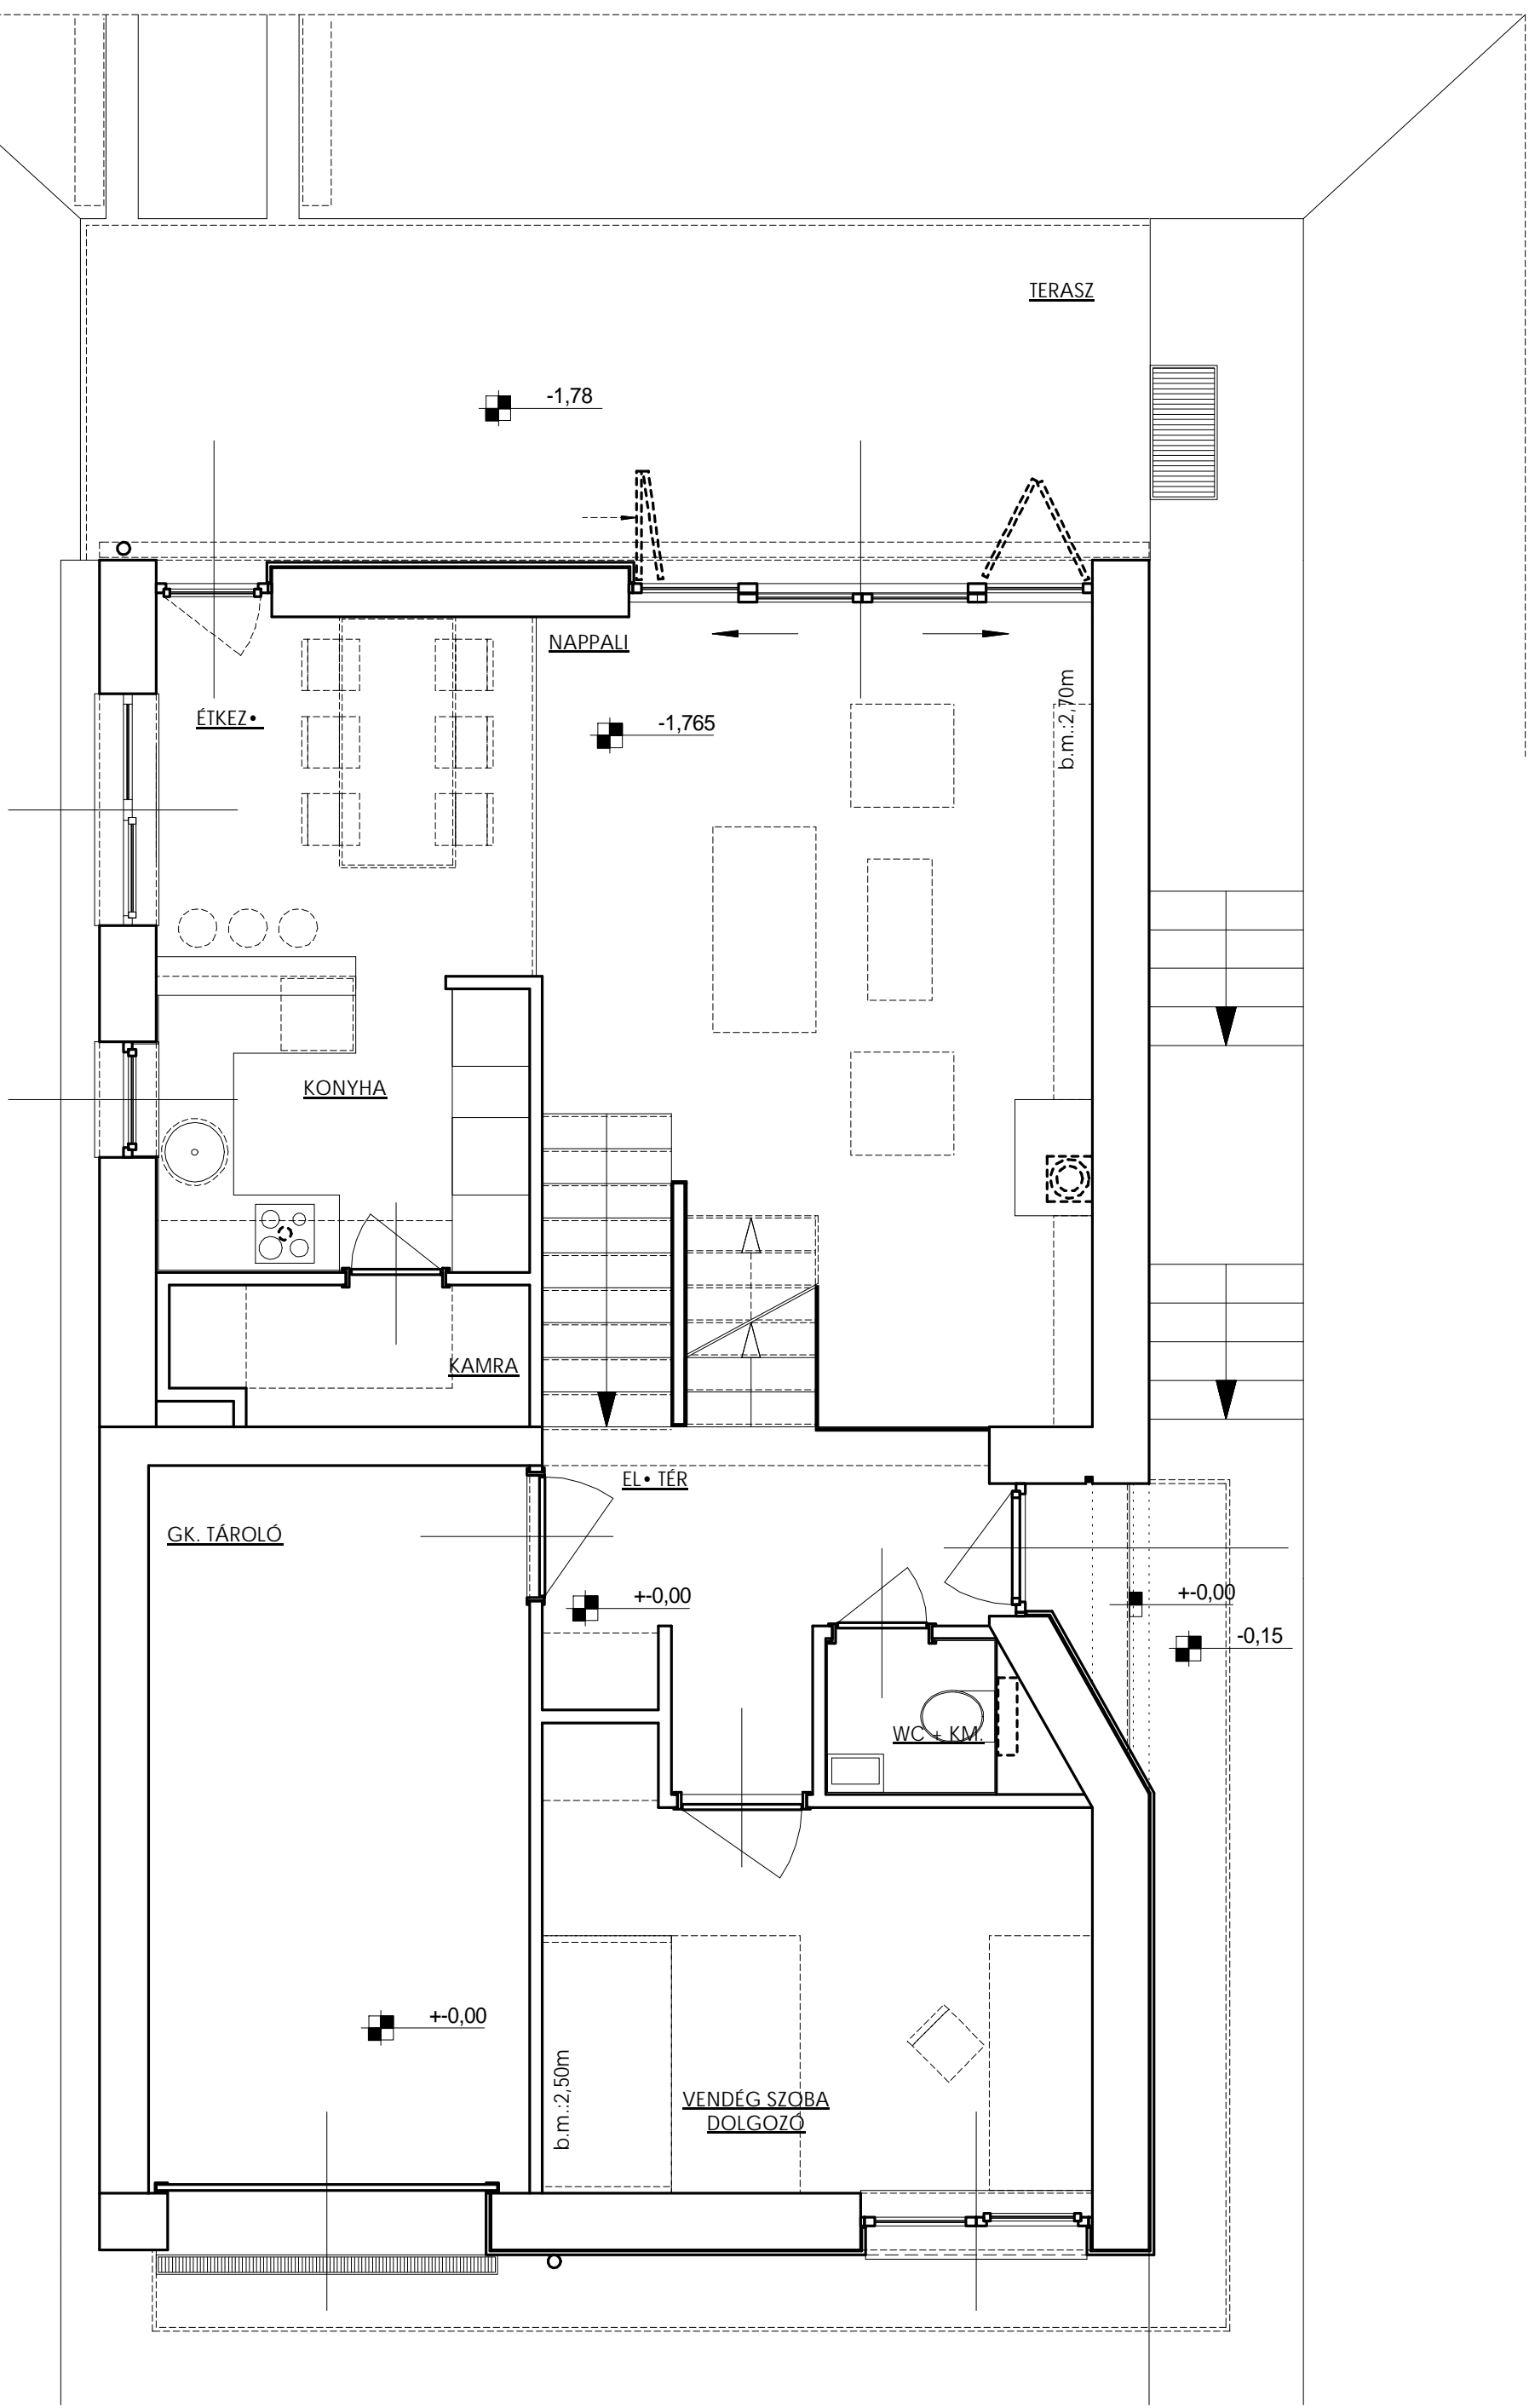 TERASZ
-1,78
NAPPALI
ÉTKEZ•
-1,765
b.m.:2,70m
KONYHA
KAMRA
EL• TÉR
GK. TÁROLÓ
+-0,00
+-0,00
-0,15
WC + KM.
+-0,00
b.m.:2,50m
VENDÉG SZOBA
DOLGOZÓ